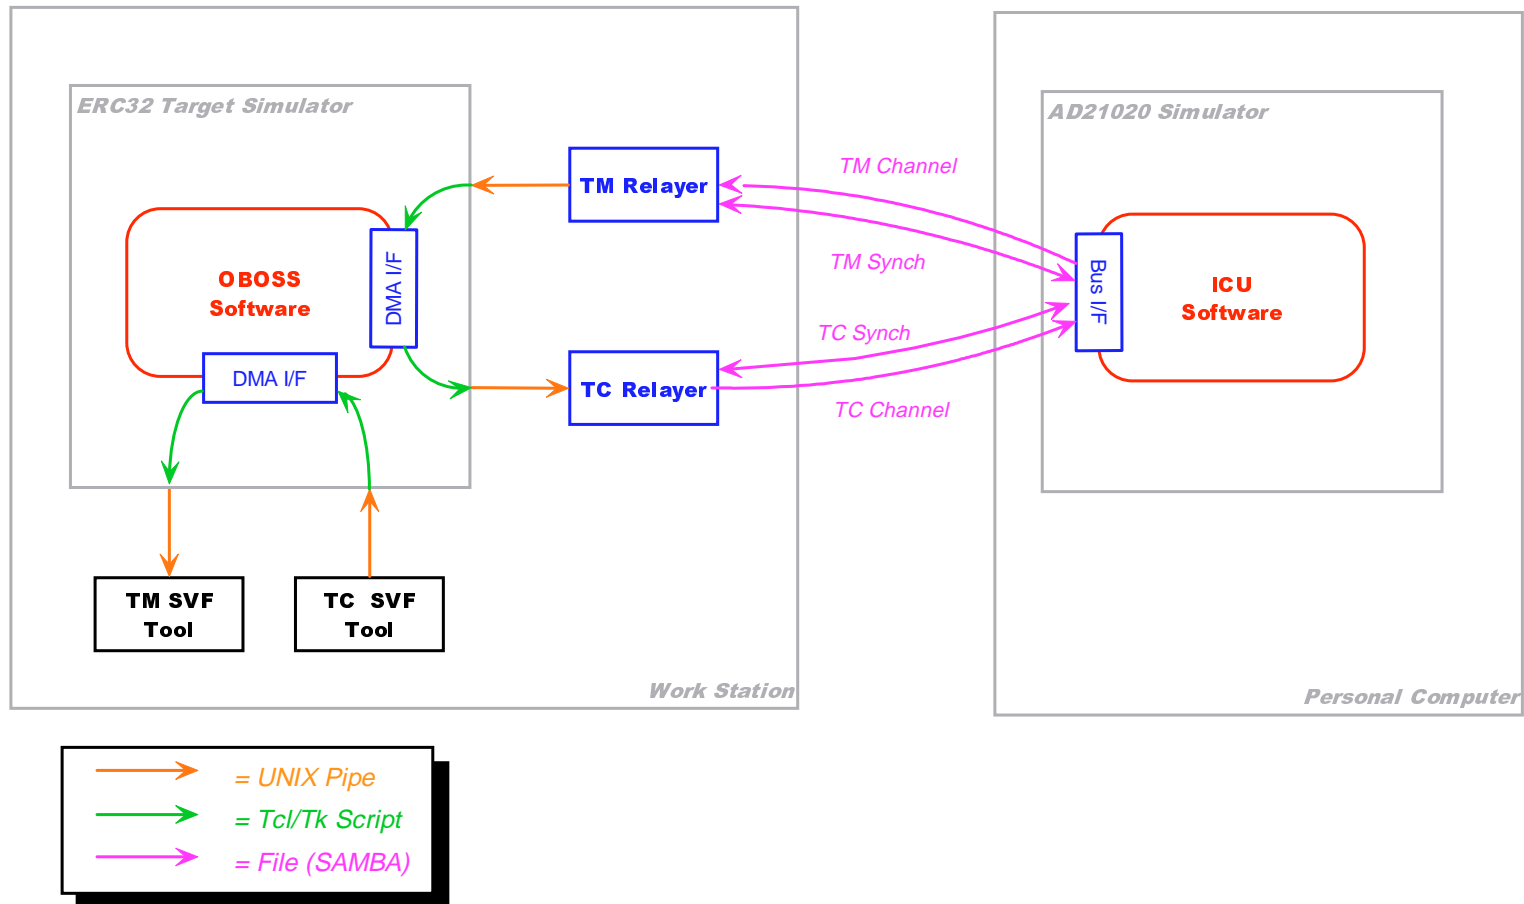 ERC32 Target Simulator
AD21020 Simulator
TM Channel
TM Relayer
OBOSS
Software
DMA I/F
TM Synch
Bus I/F
ICU
Software
TC Synch
DMA I/F
TC Relayer
TC Channel
TM SVF
Tool
TC SVF
Tool
Work Station
Personal Computer
= UNIX Pipe
= Tcl/Tk Script
= File (SAMBA)